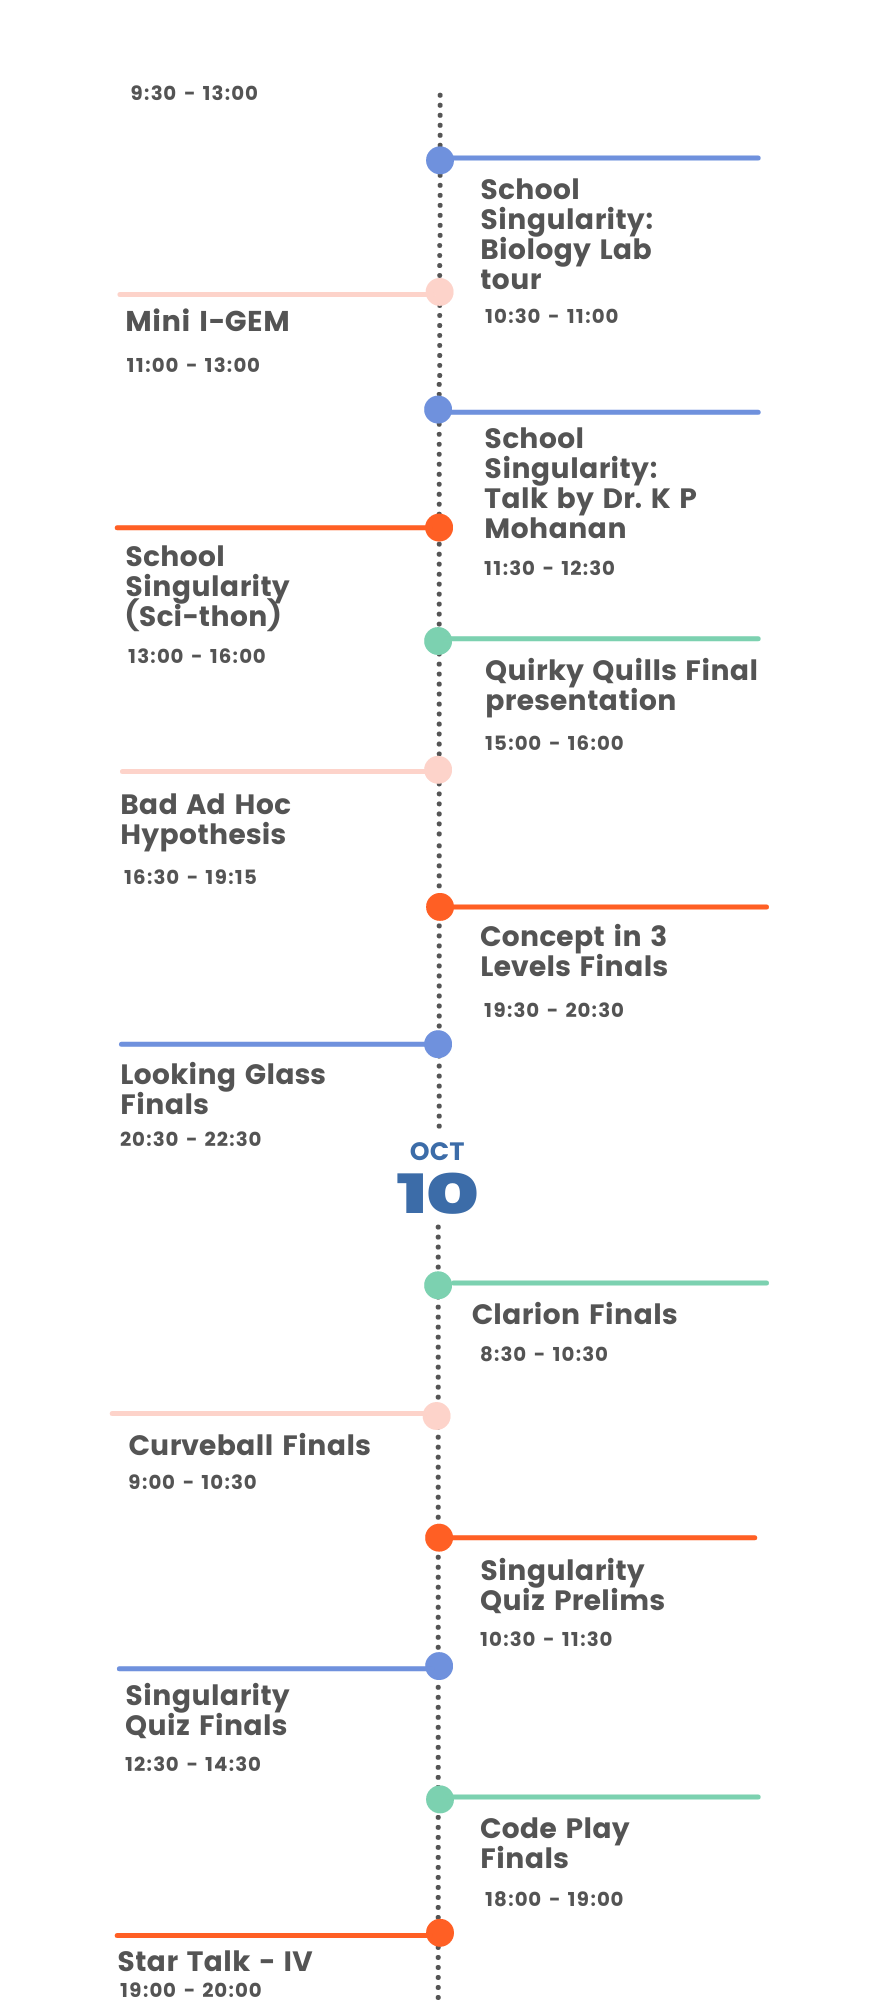 9:30 - 13:00
School
Singularity:
Biology Lab
tour
10:30 - 11:00
Mini I-GEM
11:00 - 13:00
School
Singularity:
Talk by Dr. K P
Mohanan
11:30 - 12:30
School
Singularity
(Sci-thon)
13:00 - 16:00
Quirky Quills Final
presentation
15:00 - 16:00
Bad Ad Hoc
Hypothesis
16:30 - 19:15
Concept in 3
Levels Finals
19:30 - 20:30
Looking Glass
Finals
20:30 - 22:30
OCT
10
Clarion Finals
8:30 - 10:30
Curveball Finals
9:00 - 10:30
Singularity
Quiz Prelims
10:30 - 11:30
Singularity
Quiz Finals
12:30 - 14:30
Code Play
Finals
18:00 - 19:00
Star Talk - IV
19:00 - 20:00